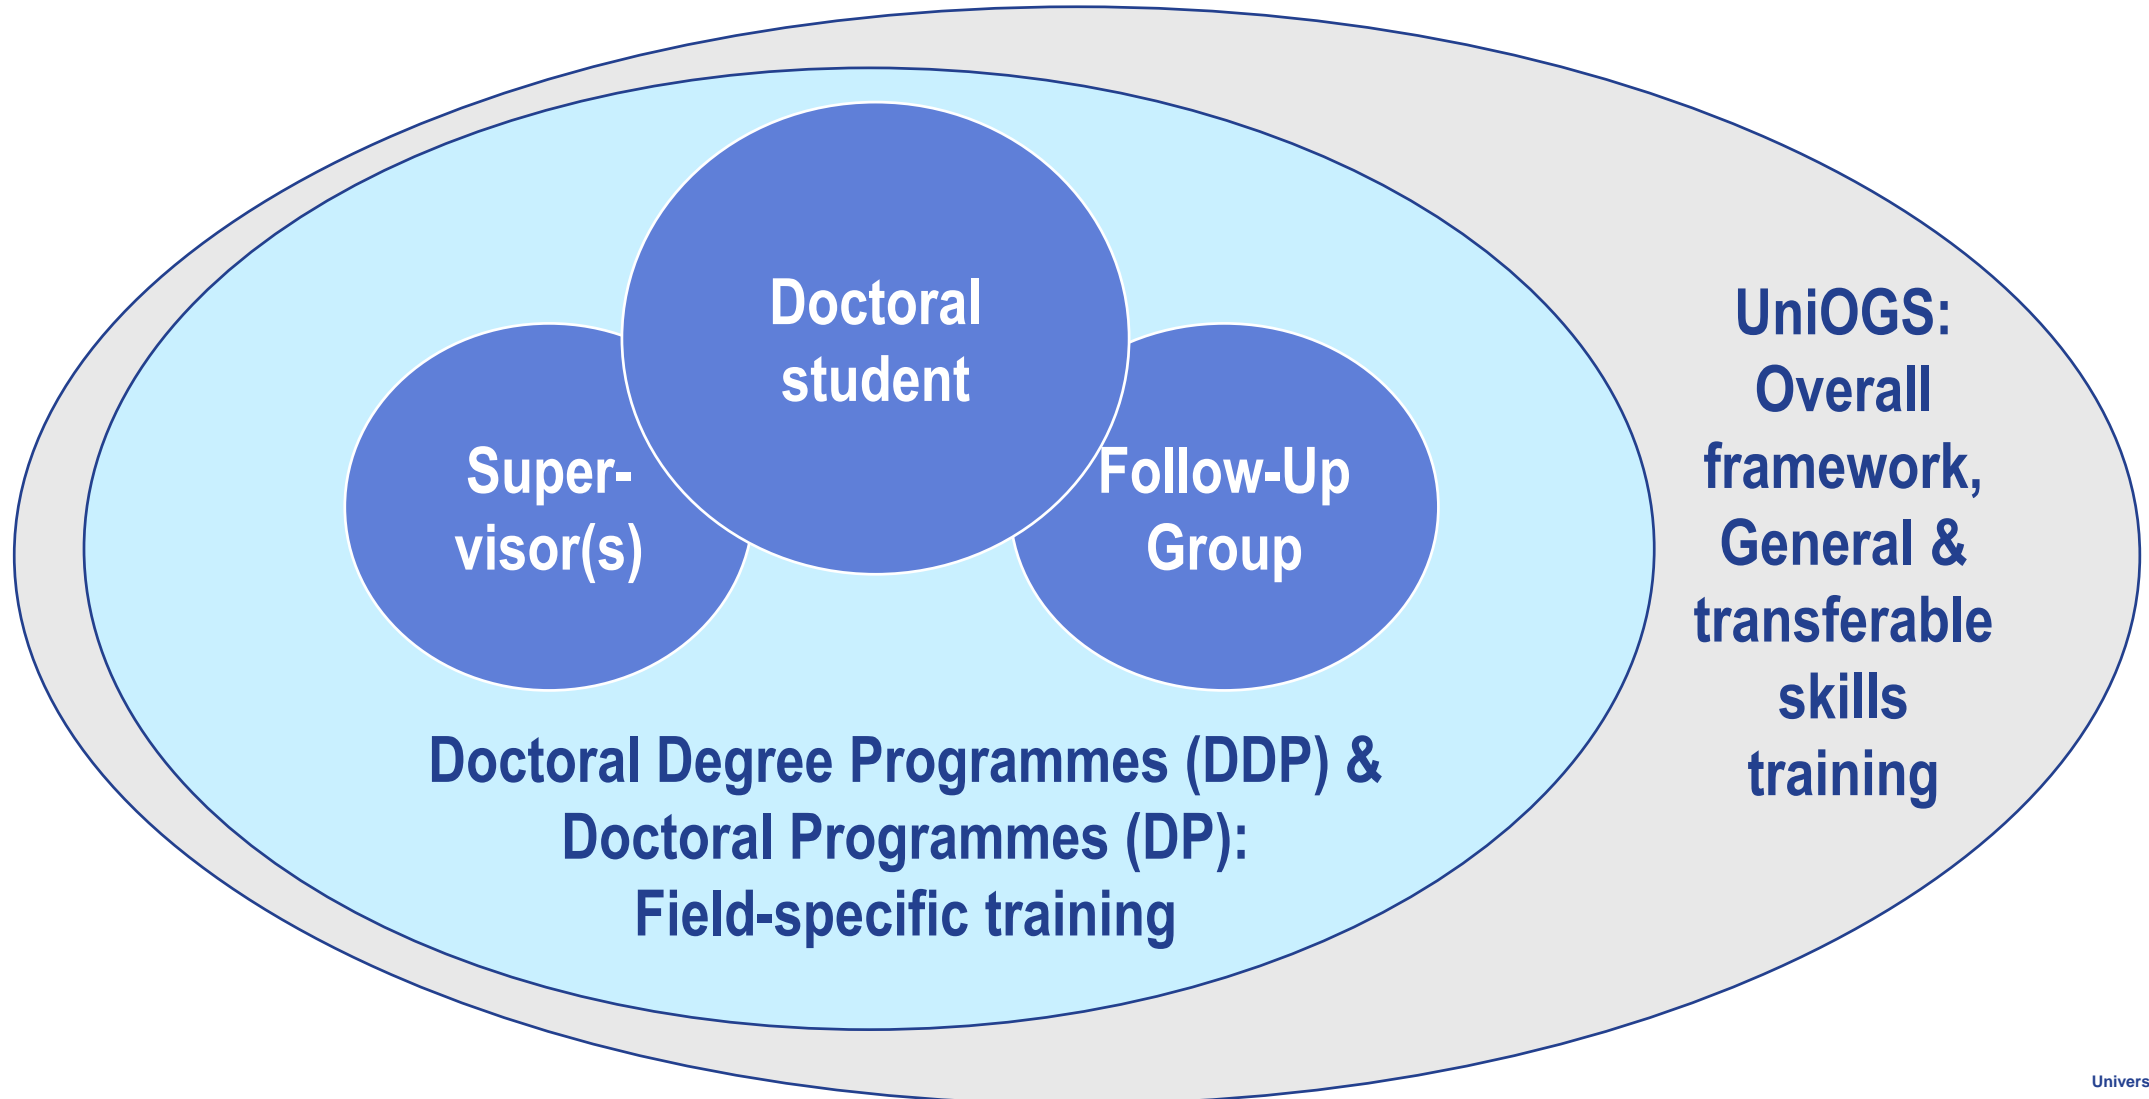 Doctoral
student
Super-
visor(s)
Follow-Up
Group
Doctoral Degree Programmes (DDP) &
Doctoral Programmes (DP):
Field-specific training
UniOGS:
Overall
framework,
General &
transferable
skills
training
Univers